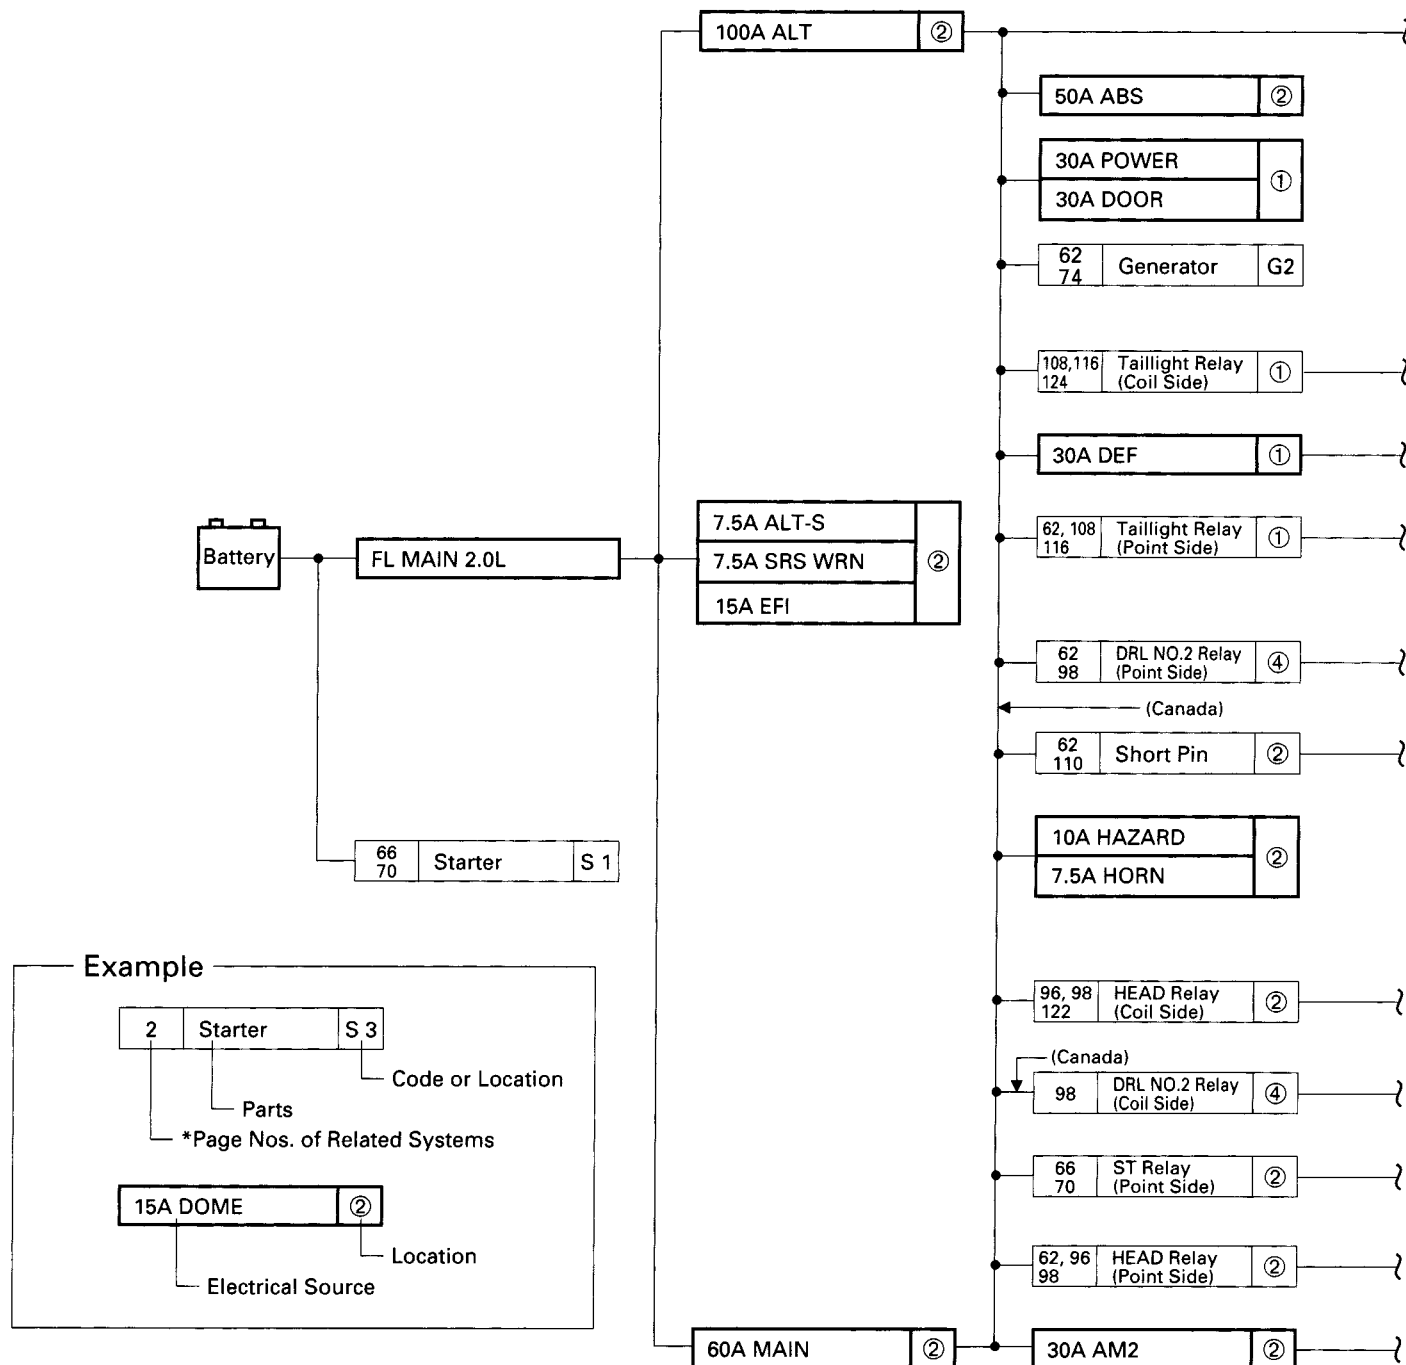 100A ALT ②
50A ABS ②
30A POWER ①
30A DOOR
62 Generator G2
74
108,116 Taillight Relay ①
124 (Coil Side)
30A DEF ①
7.5A ALT-S
7.5A SRS WRN ②
15A EFI
Battery
FL MAIN 2.0L
62, 108 Taillight Relay ①
116 (Point Side)
62 DRL NO.2 Relay ④
98 (Point Side)
(Canada)
62 Short Pin ②
110
10A HAZARD ②
7.5A HORN
66 Starter S 1
70
Example
2 Starter S 3
Code or Location
Parts
*Page Nos. of Related Systems
15A DOME ②
Location
Electrical Source
96, 98 HEAD Relay ②
122 (Coil Side)
(Canada)
98 DRL NO.2 Relay ④
(Coil Side)
66 ST Relay ②
70 (Point Side)
62, 96 HEAD Relay ②
98 (Point Side)
60A MAIN ②
30A AM2 ②